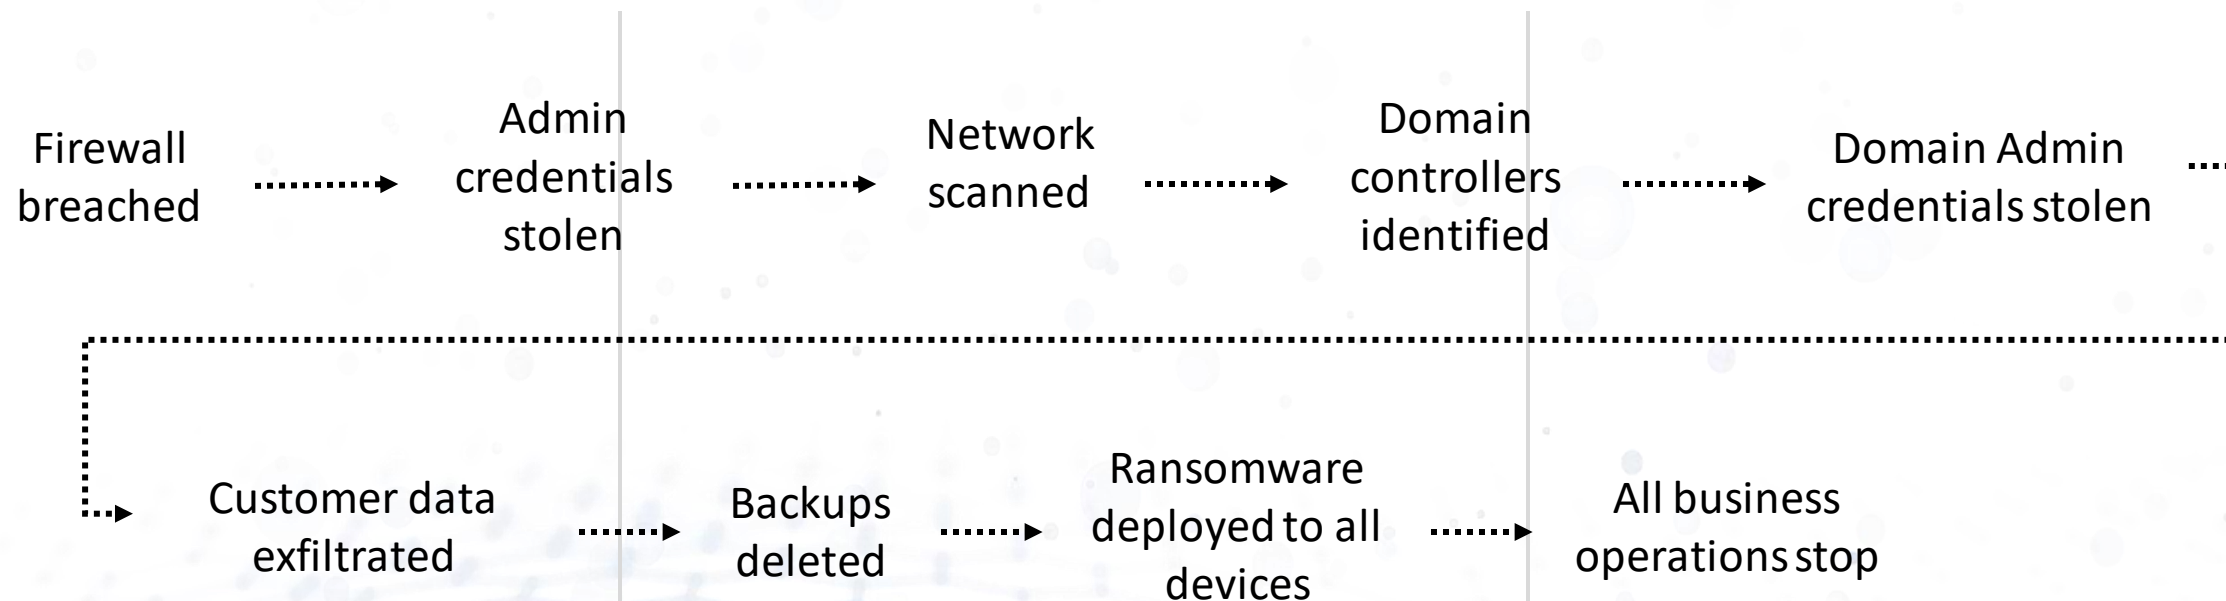 Firewall
breached
Admin
credentials
stolen
Network
scanned
Domain
controllers
identified
Domain Admin
credentials stolen
Customer data
exfiltrated
Backups
deleted
Ransomware
deployed to all
devices
All business
operations stop